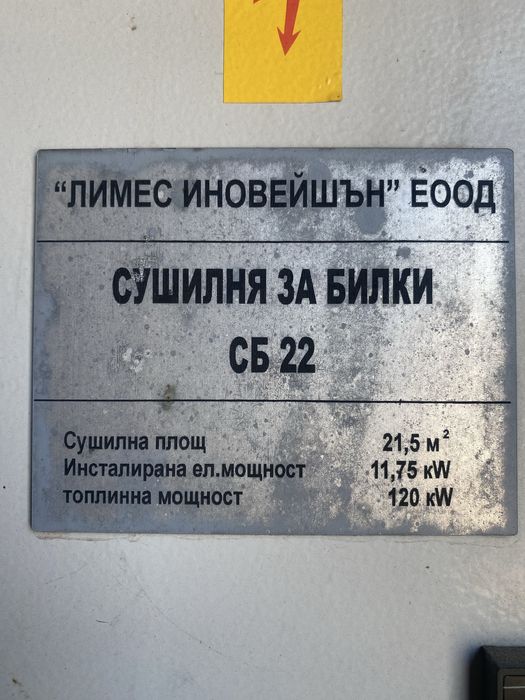 “ЛИМЕС ИНОВЕЙШЪН” ЕООД
СУШИЛНЯ ЗА БИЛКИ
СБ 22
Сушилна площ 21,5 м²
Инсталирана ел.мощност 11,75 kW
топлинна мощност 120 kW